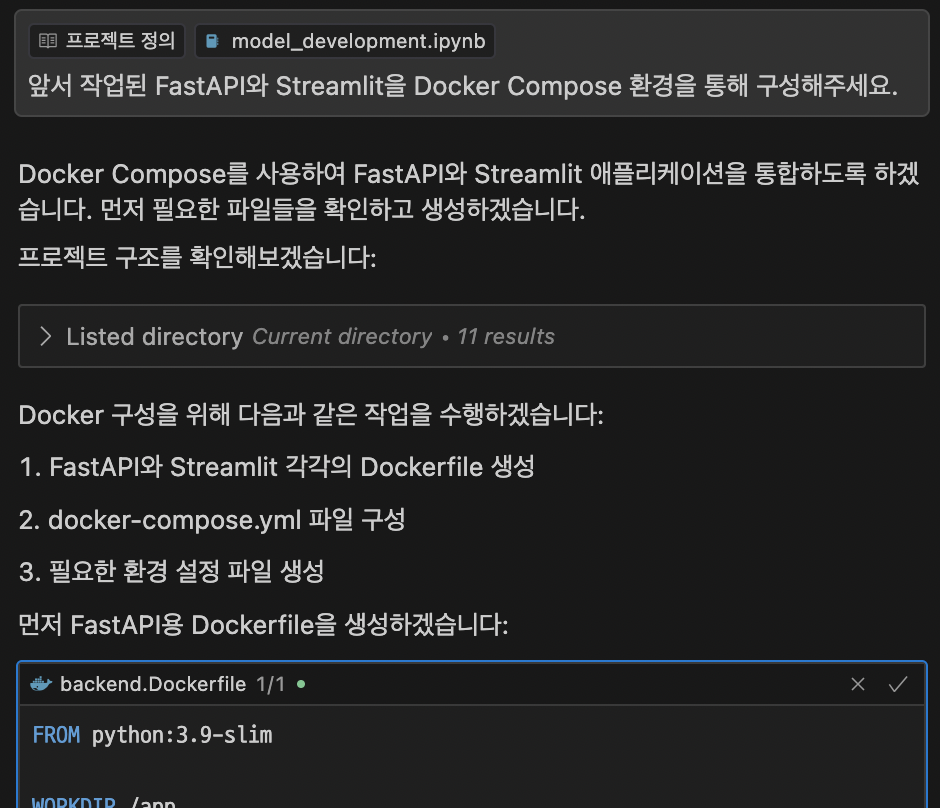 프로젝트 정의 model_development.ipynb
앞서 작업된 FastAPI와 Streamlit을 Docker Compose 환경을 통해 구성해주세요.
Docker Compose를 사용하여 FastAPI와 Streamlit 애플리케이션을 통합하도록 하겠
습니다. 먼저 필요한 파일들을 확인하고 생성하겠습니다.
프로젝트 구조를 확인해보겠습니다:
Listed directory Current directory • 11 results
Docker 구성을 위해 다음과 같은 작업을 수행하겠습니다:
1. FastAPI와 Streamlit 각각의 Dockerfile 생성
2. docker-compose.yml 파일 구성
3. 필요한 환경 설정 파일 생성
먼저 FastAPI용 Dockerfile을 생성하겠습니다:
backend.Dockerfile 1/1
FROM python:3.9-slim
WORKDIR /app